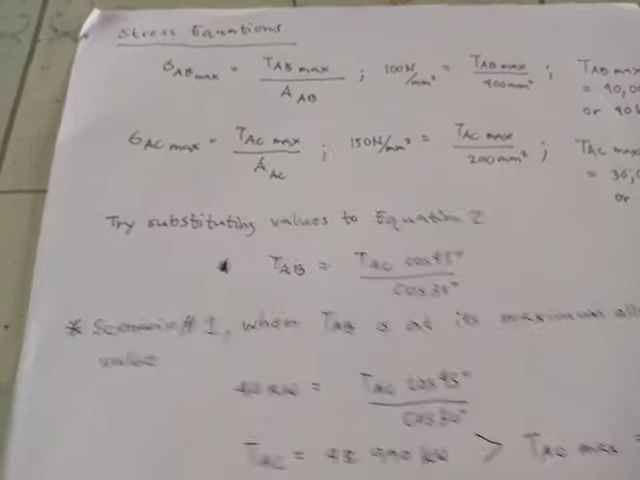 Stress Equations
σAB max = TAB max / AAB ; 100N/mm² = TAB max / 400mm² ; TAB max
= 40,0
or 40k
σAC max = TAC max / AAC ; 150N/mm² = TAC max / 200mm² ; TAC max
= 30,
or
Try substituting values to Equation 2
TAB = TAC cos 45° / cos 30°
* Scenario # 1, when TAB is at its maximum all
value
40 kN = TAC cos 45° / cos 30°
TAC = kN > TAC max =